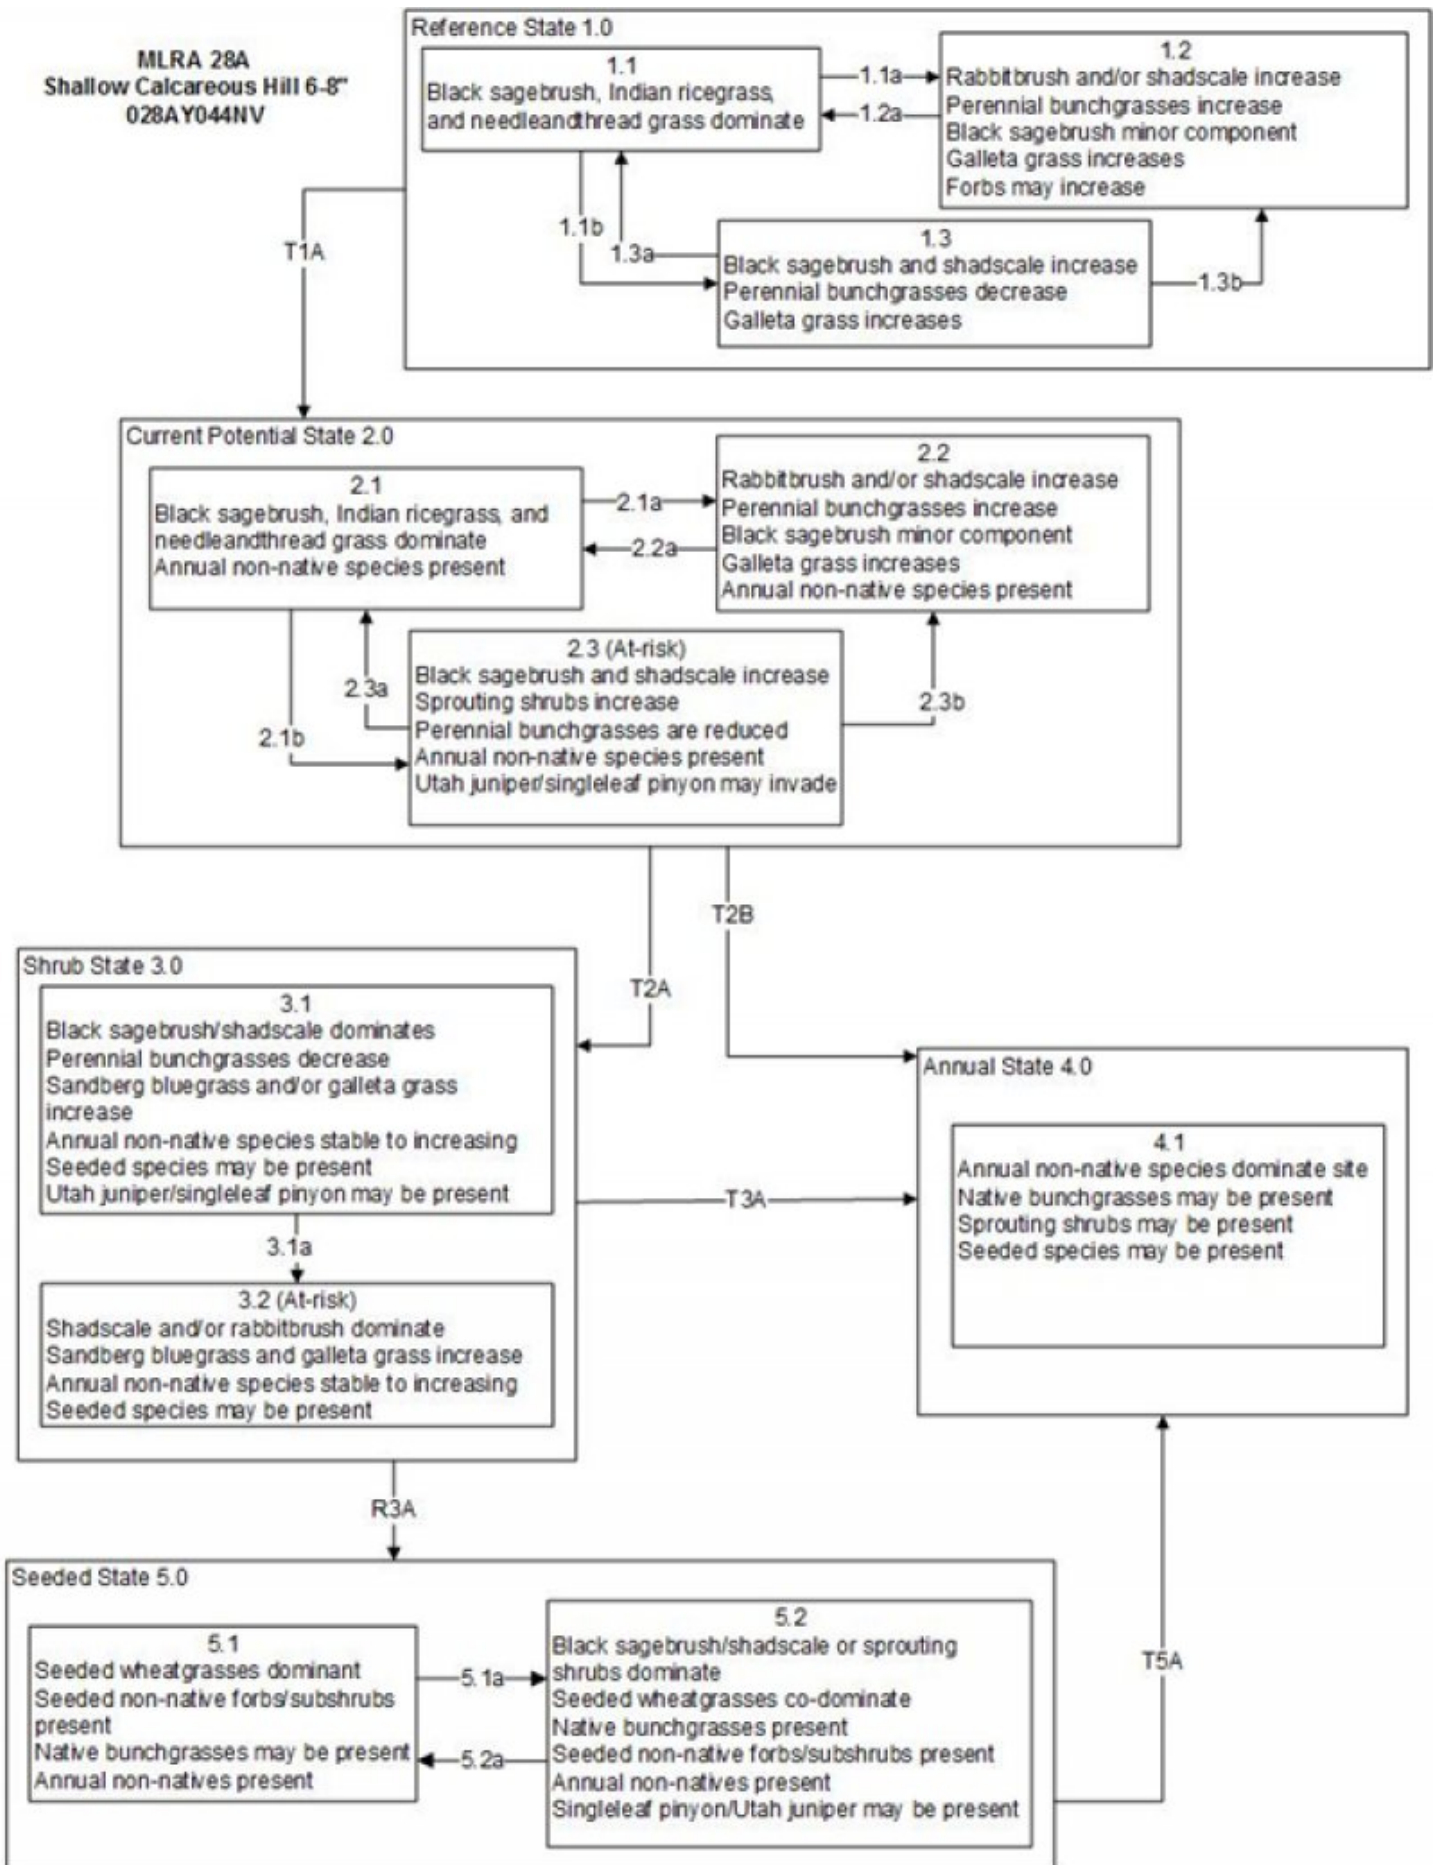 MLRA 28A
Shallow Calcareous Hill 6-8"
028AY044NV
Reference State 1.0
1.1
Black sagebrush, Indian ricegrass,
and needleandthread grass dominate
1.1a
1.2a
1.2
Rabbitbrush and/or shadscale increase
Perennial bunchgrasses increase
Black sagebrush minor component
Galleta grass increases
Forbs may increase
1.1b
1.3a
1.3
Black sagebrush and shadscale increase
Perennial bunchgrasses decrease
Galleta grass increases
1.3b
T1A
Current Potential State 2.0
2.1
Black sagebrush, Indian ricegrass, and
needleandthread grass dominate
Annual non-native species present
2.1a
2.2a
2.2
Rabbitbrush and/or shadscale increase
Perennial bunchgrasses increase
Black sagebrush minor component
Galleta grass increases
Annual non-native species present
2.1b
2.3a
2.3 (At-risk)
Black sagebrush and shadscale increase
Sprouting shrubs increase
Perennial bunchgrasses are reduced
Annual non-native species present
Utah juniper/singleleaf pinyon may invade
2.3b
T2B
T2A
Shrub State 3.0
3.1
Black sagebrush/shadscale dominates
Perennial bunchgrasses decrease
Sandberg bluegrass and/or galleta grass
increase
Annual non-native species stable to increasing
Seeded species may be present
Utah juniper/singleleaf pinyon may be present
3.1a
3.2 (At-risk)
Shadscale and/or rabbitbrush dominate
Sandberg bluegrass and galleta grass increase
Annual non-native species stable to increasing
Seeded species may be present
T3A
Annual State 4.0
4.1
Annual non-native species dominate site
Native bunchgrasses may be present
Sprouting shrubs may be present
Seeded species may be present
R3A
Seeded State 5.0
5.1
Seeded wheatgrasses dominant
Seeded non-native forbs/subshrubs
present
Native bunchgrasses may be present
Annual non-natives present
5.1a
5.2a
5.2
Black sagebrush/shadscale or sprouting
shrubs dominate
Seeded wheatgrasses co-dominate
Native bunchgrasses present
Seeded non-native forbs/subshrubs present
Annual non-natives present
Singleleaf pinyon/Utah juniper may be present
T5A